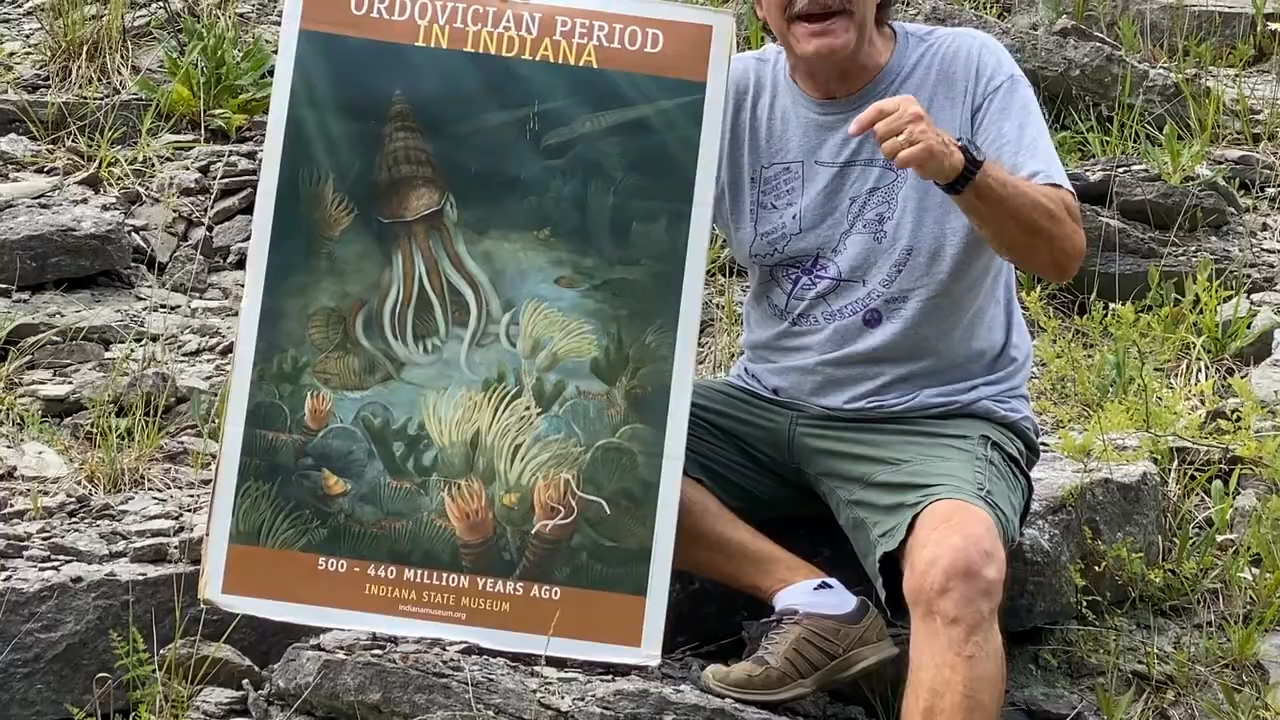 ORDOVICIAN PERIOD
IN INDIANA
500 - 440 MILLION YEARS AGO
INDIANA STATE MUSEUM
indianamuseum.org